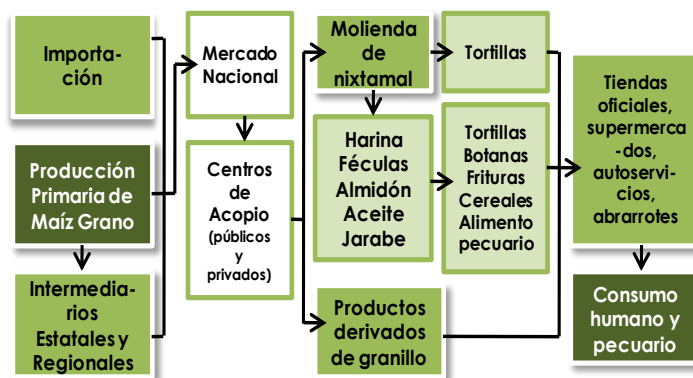 Importa-
ción
Producción
Primaria de
Maíz Grano
Intermedia-
rios
Estatales y
Regionales
Mercado
Nacional
Centros
de
Acopio
(públicos
y
privados)
Molienda
de
nixtamal
Harina
Féculas
Almidón
Aceite
Jarabe
Productos
derivados
de granillo
Tortillas
Tortillas
Botanas
Frituras
Cereales
Alimento
pecuario
Tiendas
oficiales,
supermerca
-dos,
autoservi-
cios,
abrarrotes
Consumo
humano y
pecuario